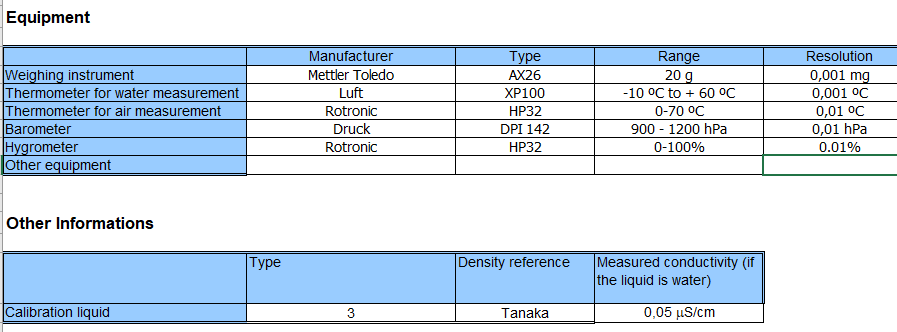 Equipment
Manufacturer Type Range Resolution
Weighing instrument Mettler Toledo AX26 20 g 0,001 mg
Thermometer for water measurement Luft XP100 -10 ºC to + 60 ºC 0,001 ºC
Thermometer for air measurement Rotronic HP32 0-70 ºC 0,01 ºC
Barometer Druck DPI 142 900 - 1200 hPa 0,01 hPa
Hygrometer Rotronic HP32 0-100% 0.01%
Other equipment
Other Informations
Type Density reference Measured conductivity (if
the liquid is water)
Calibration liquid 3 Tanaka 0,05 µS/cm